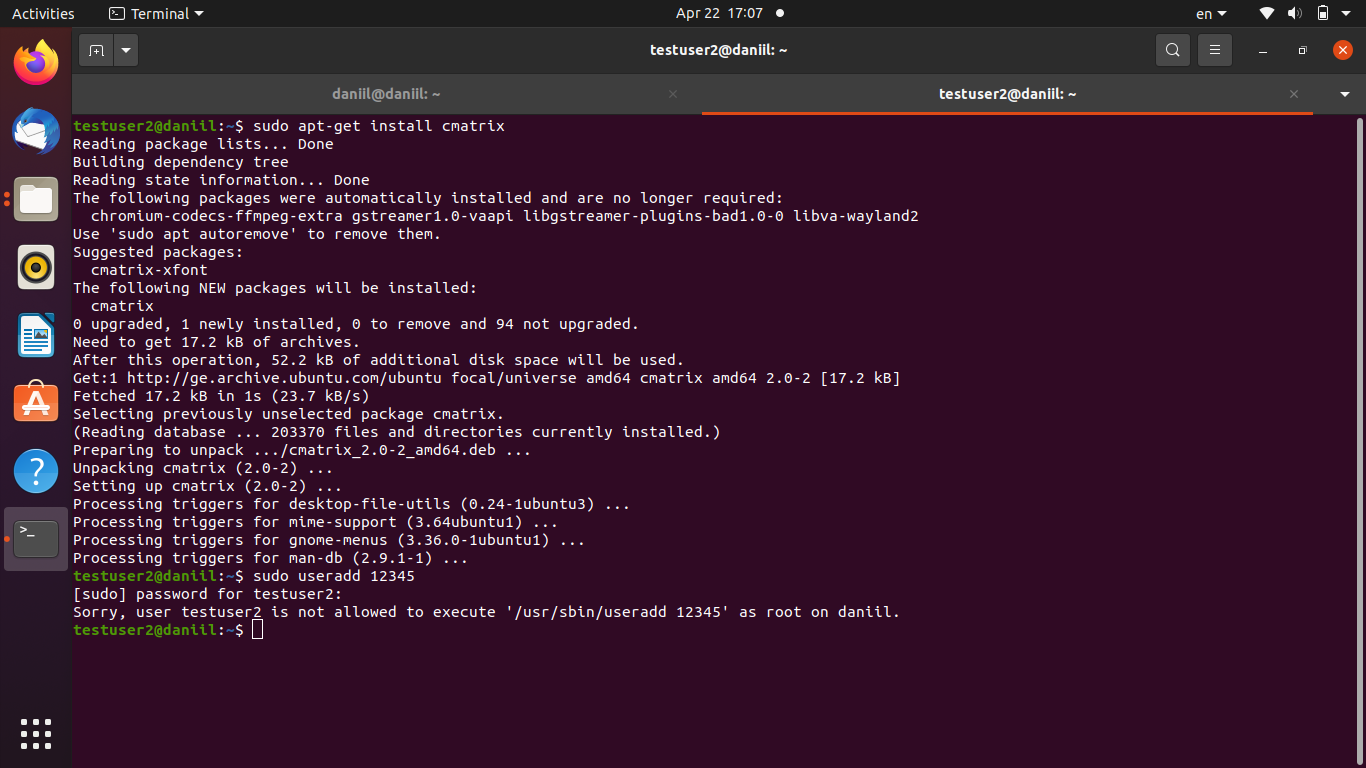 Activities
Terminal
Apr 22 17:07
en
testuser2@daniil: ~
daniil@daniil: ~
testuser2@daniil: ~
testuser2@daniil:~$ sudo apt-get install cmatrix
Reading package lists... Done
Building dependency tree
Reading state information... Done
The following packages were automatically installed and are no longer required:
  chromium-codecs-ffmpeg-extra gstreamer1.0-vaapi libgstreamer-plugins-bad1.0-0 libva-wayland2
Use 'sudo apt autoremove' to remove them.
Suggested packages:
  cmatrix-xfont
The following NEW packages will be installed:
  cmatrix
0 upgraded, 1 newly installed, 0 to remove and 94 not upgraded.
Need to get 17.2 kB of archives.
After this operation, 52.2 kB of additional disk space will be used.
Get:1 http://ge.archive.ubuntu.com/ubuntu focal/universe amd64 cmatrix amd64 2.0-2 [17.2 kB]
Fetched 17.2 kB in 1s (23.7 kB/s)
Selecting previously unselected package cmatrix.
(Reading database ... 203370 files and directories currently installed.)
Preparing to unpack .../cmatrix_2.0-2_amd64.deb ...
Unpacking cmatrix (2.0-2) ...
Setting up cmatrix (2.0-2) ...
Processing triggers for desktop-file-utils (0.24-1ubuntu3) ...
Processing triggers for mime-support (3.64ubuntu1) ...
Processing triggers for gnome-menus (3.36.0-1ubuntu1) ...
Processing triggers for man-db (2.9.1-1) ...
testuser2@daniil:~$ sudo useradd 12345
[sudo] password for testuser2:
Sorry, user testuser2 is not allowed to execute '/usr/sbin/useradd 12345' as root on daniil.
testuser2@daniil:~$